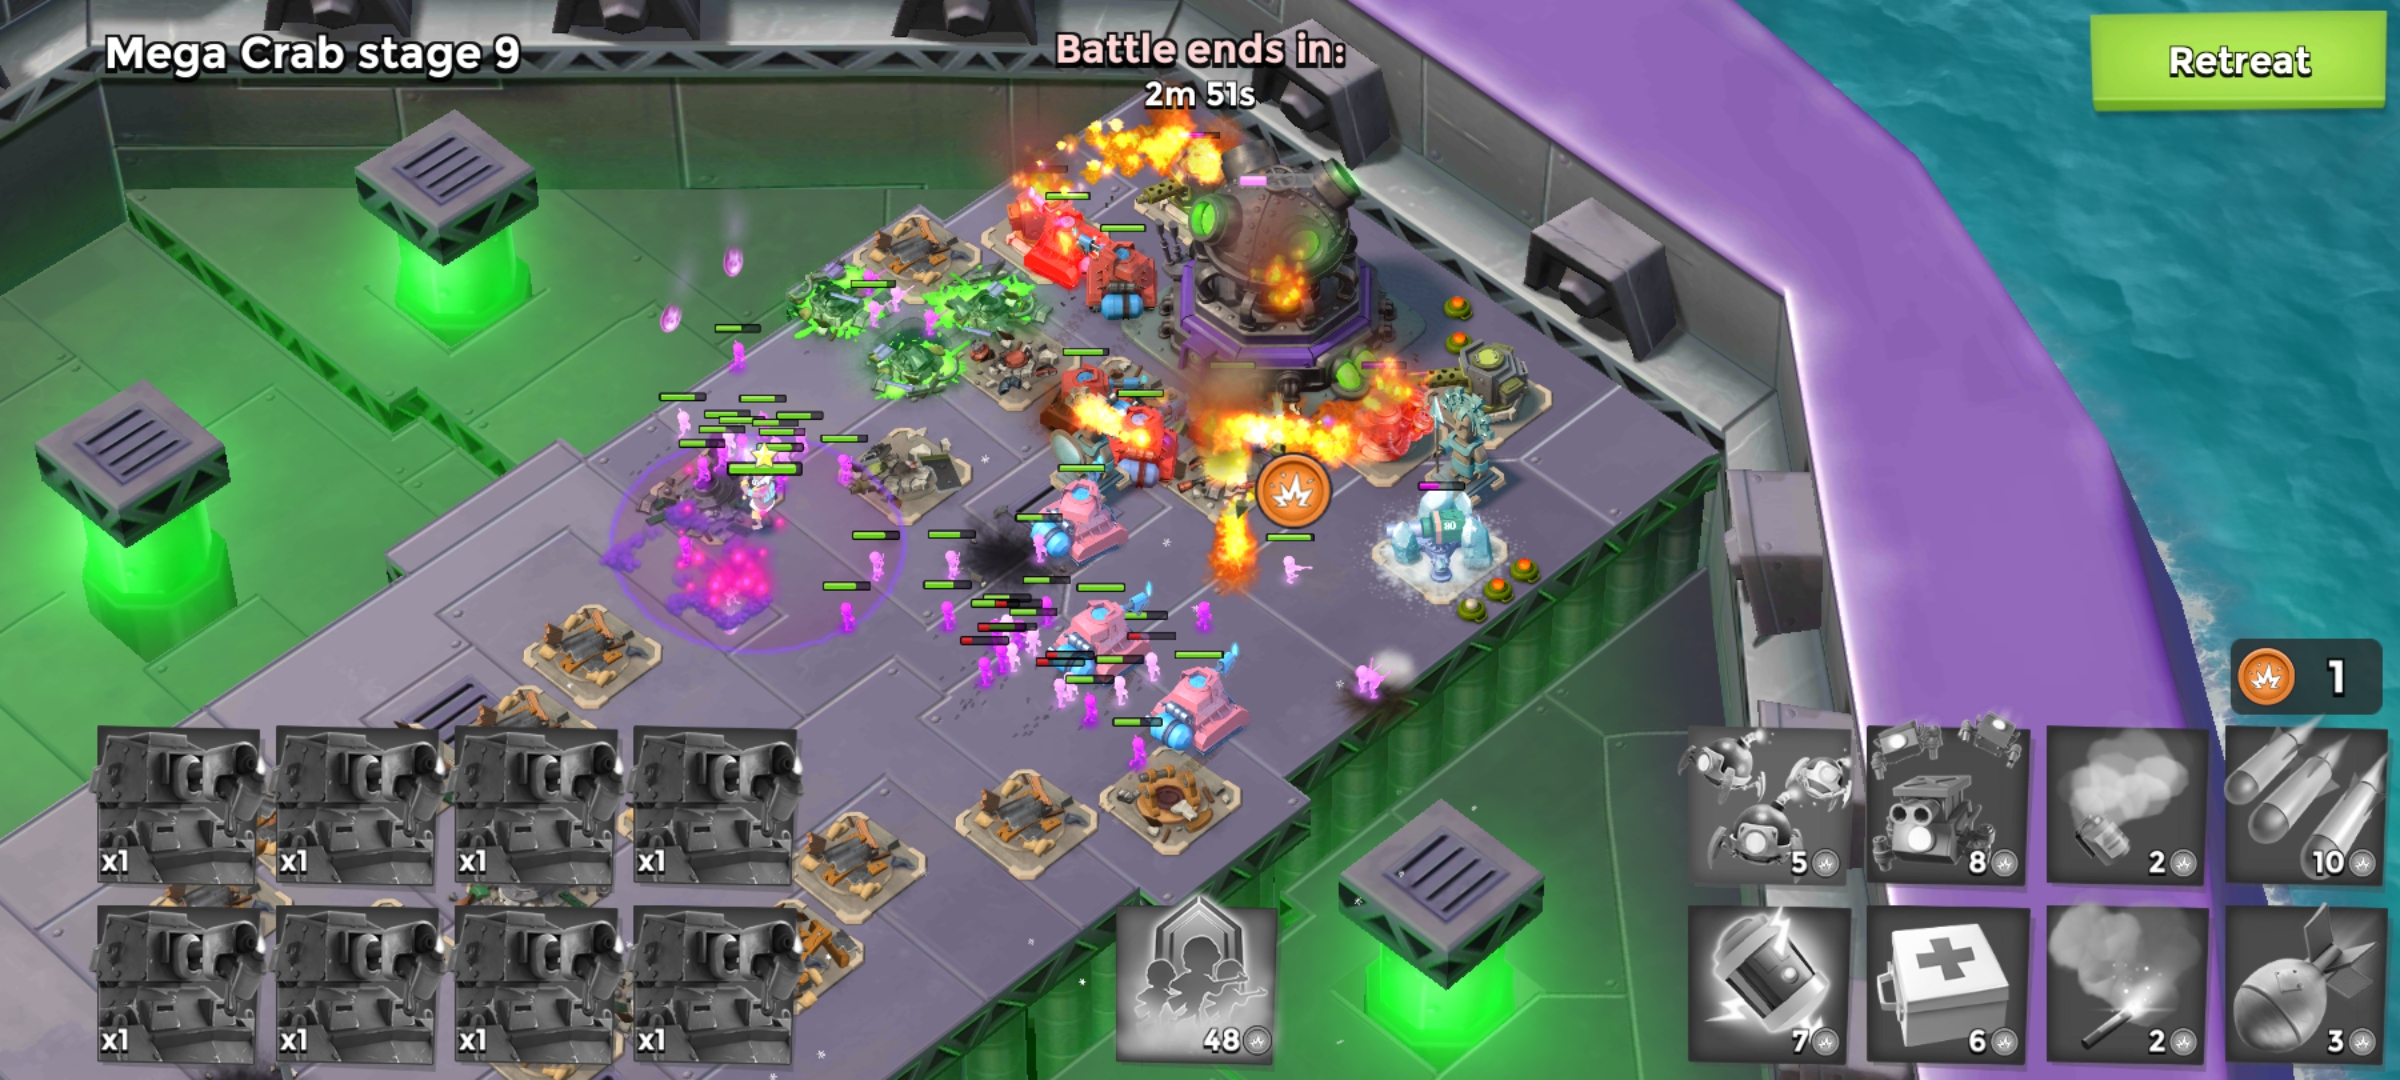 Mega Crab stage 9
Battle ends in:
2m 51s
Retreat
1
5
8
2
10
x1
x1
x1
x1
x1
x1
x1
x1
48
7
6
2
3